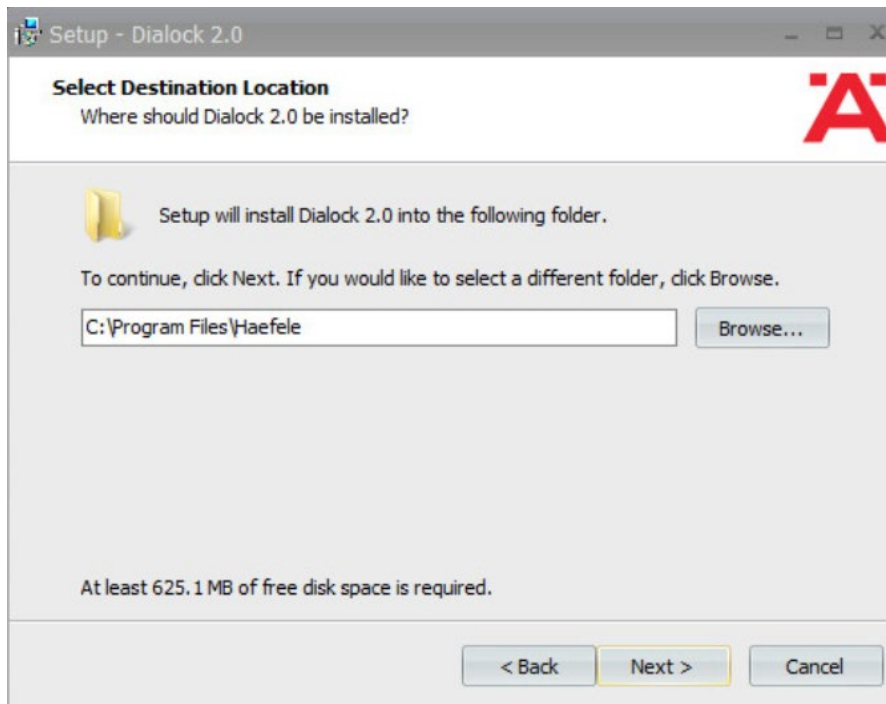 Setup - Dialock 2.0
Select Destination Location
Where should Dialock 2.0 be installed?
Setup will install Dialock 2.0 into the following folder.
To continue, click Next. If you would like to select a different folder, click Browse.
C:\Program Files\Haefele
Browse...
At least 625.1 MB of free disk space is required.
< Back
Next >
Cancel